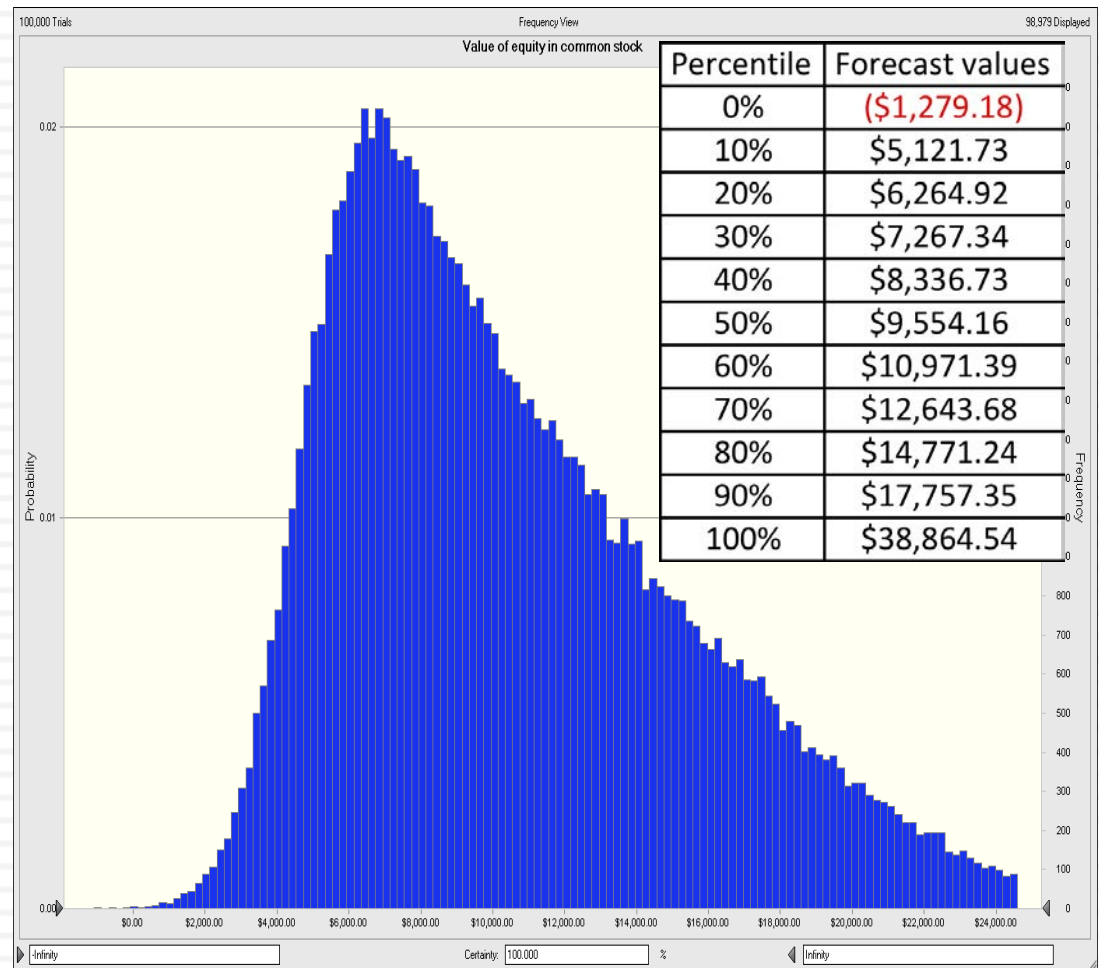 100,000 Trials
Frequency View
98,979 Displayed
Value of equity in common stock
Percentile Forecast values
0% ($1,279.18)
10% $5,121.73
20% $6,264.92
30% $7,267.34
40% $8,336.73
50% $9,554.16
60% $10,971.39
70% $12,643.68
80% $14,771.24
90% $17,757.35
100% $38,864.54
0.02
0.01
0.00
Probability
Frequency
800
700
600
500
400
300
200
100
0
$0.00 $2,000.00 $4,000.00 $6,000.00 $8,000.00 $10,000.00 $12,000.00 $14,000.00 $16,000.00 $18,000.00 $20,000.00 $22,000.00 $24,000.00
-Infinity Certainty: 100.000 % Infinity